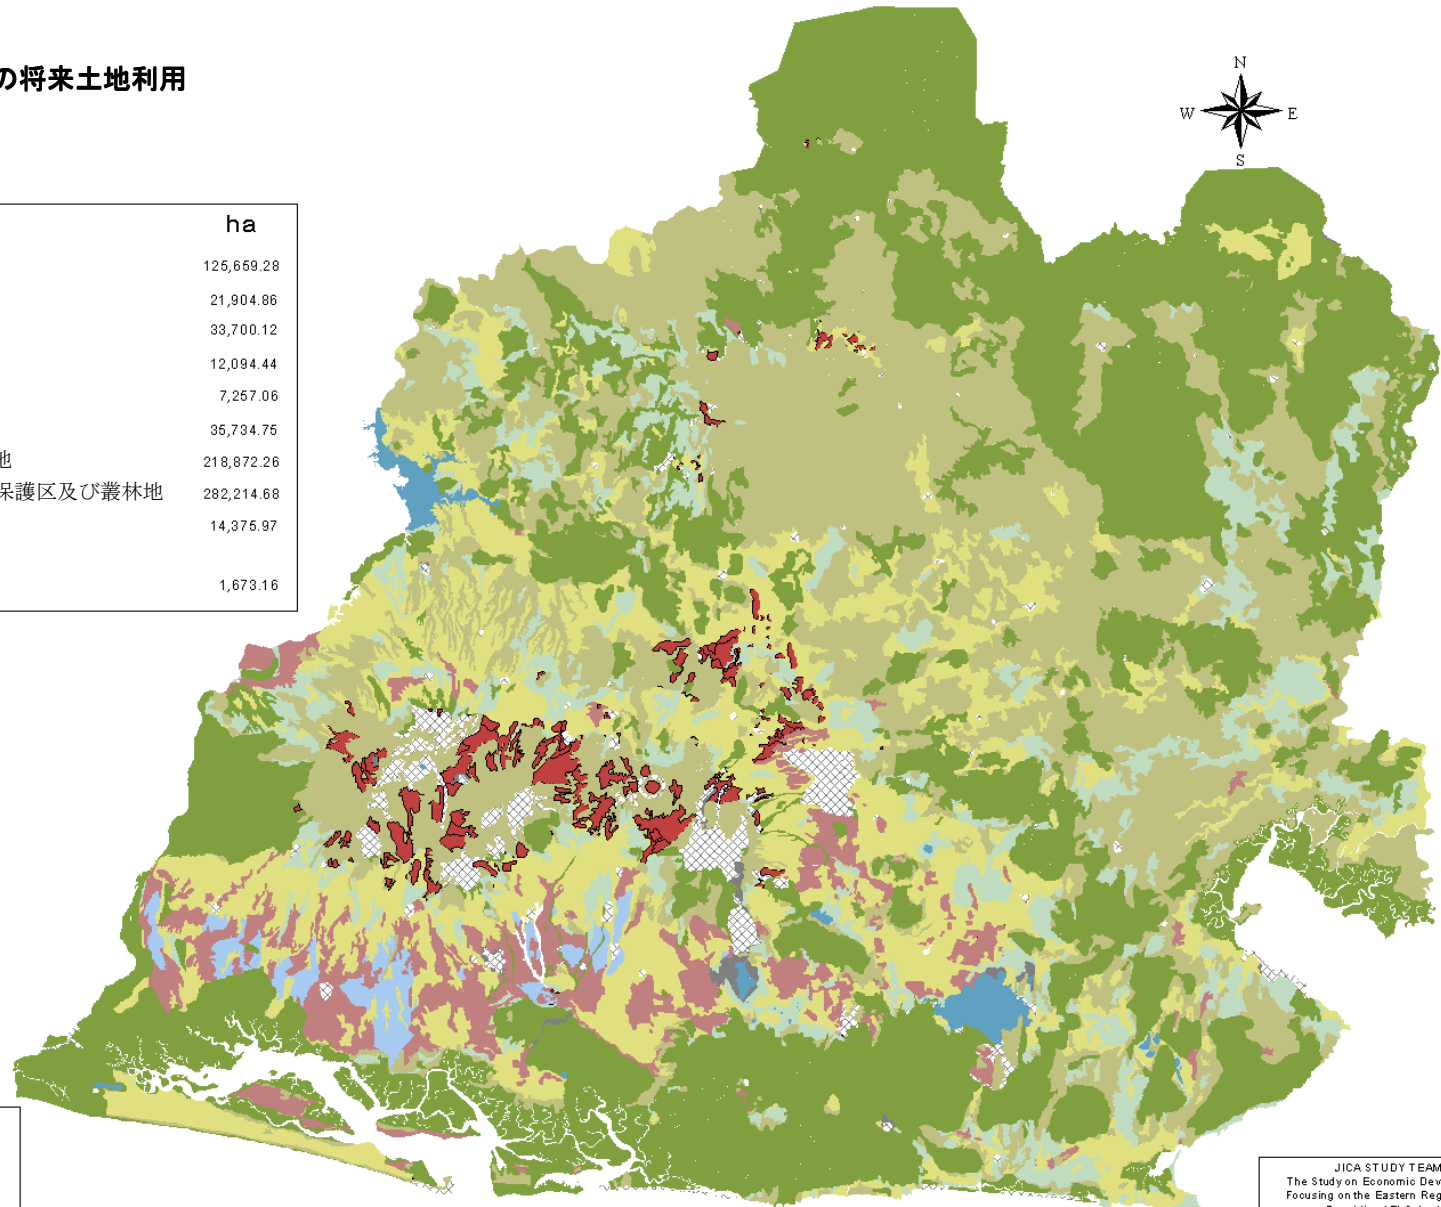 の将来土地利用
N
W E
S
ha
125,659.28
21,904.86
33,700.12
12,094.44
7,257.06
35,734.75
地 218,872.26
保護区及び叢林地 282,214.68
14,375.97
1,673.16
JICA STUDY TEAM
The Study on Economic Dev
Focusing on the Eastern Reg